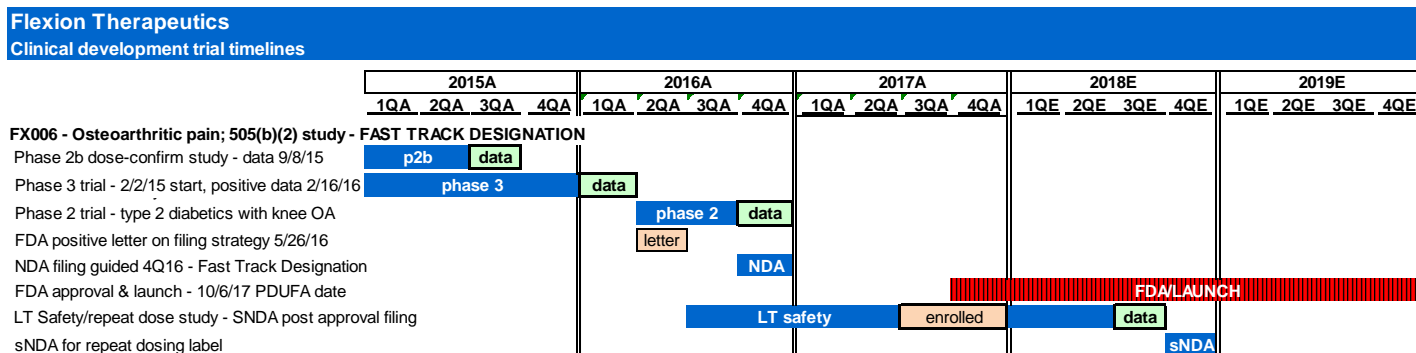 Flexion Therapeutics
Clinical development trial timelines
2015A 2016A 2017A 2018E 2019E
1QA 2QA 3QA 4QA 1QA 2QA 3QA 4QA 1QA 2QA 3QA 4QA 1QE 2QE 3QE 4QE 1QE 2QE 3QE 4QE
FX006 - Osteoarthritic pain; 505(b)(2) study - FAST TRACK DESIGNATION
Phase 2b dose-confirm study - data 9/8/15 p2b data
Phase 3 trial - 2/2/15 start, positive data 2/16/16 phase 3 data
Phase 2 trial - type 2 diabetics with knee OA phase 2 data
FDA positive letter on filing strategy 5/26/16 letter
NDA filing guided 4Q16 - Fast Track Designation NDA
FDA approval & launch - 10/6/17 PDUFA date FDA/LAUNCH
LT Safety/repeat dose study - SNDA post approval filing LT safety enrolled data
sNDA for repeat dosing label sNDA